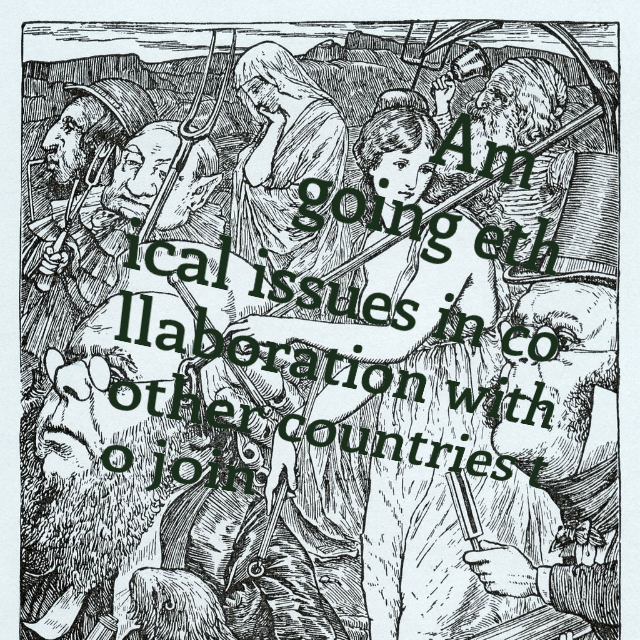 Am
going eth
ical issues in co
llaboration with
other countries t
o join